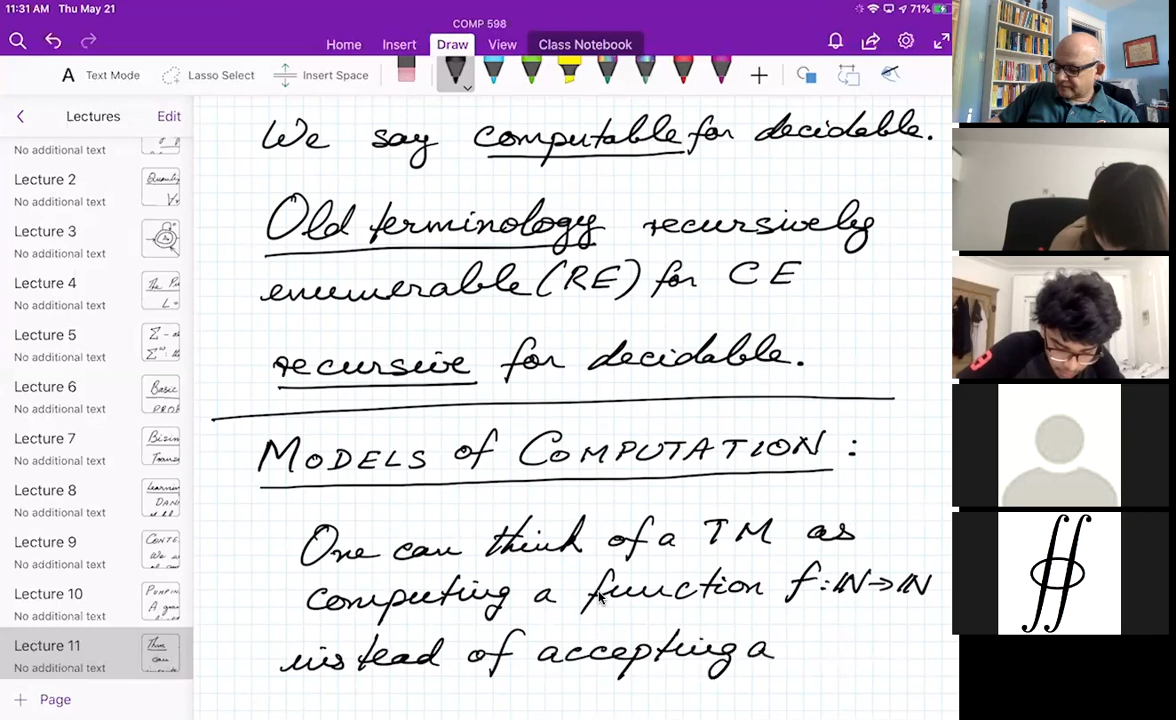 11:31 AM Thu May 21
71%
COMP 598
Home Insert Draw View Class Notebook
A Text Mode Lasso Select Insert Space
Lectures Edit
No additional text
Lecture 2
No additional text
Lecture 3
No additional text
Lecture 4
No additional text
Lecture 5
No additional text
Lecture 6
No additional text
Lecture 7
No additional text
Lecture 8
No additional text
Lecture 9
No additional text
Lecture 10
No additional text
Lecture 11
No additional text
+ Page
We say computable for decidable.
Old terminology recursively
enumerable (RE) for CE
recursive for decidable.
MODELS of COMPUTATION :
One can think of a TM as
computing a function f: ℕ→ℕ
instead of accepting a
∯